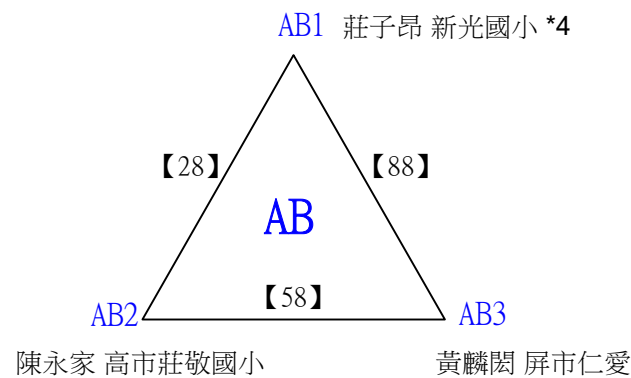 AB1 莊子昂 新光國小 *4
【28】 【88】
AB
【58】
AB2 AB3
陳永家 高市莊敬國小 黃麟閎 屏市仁愛